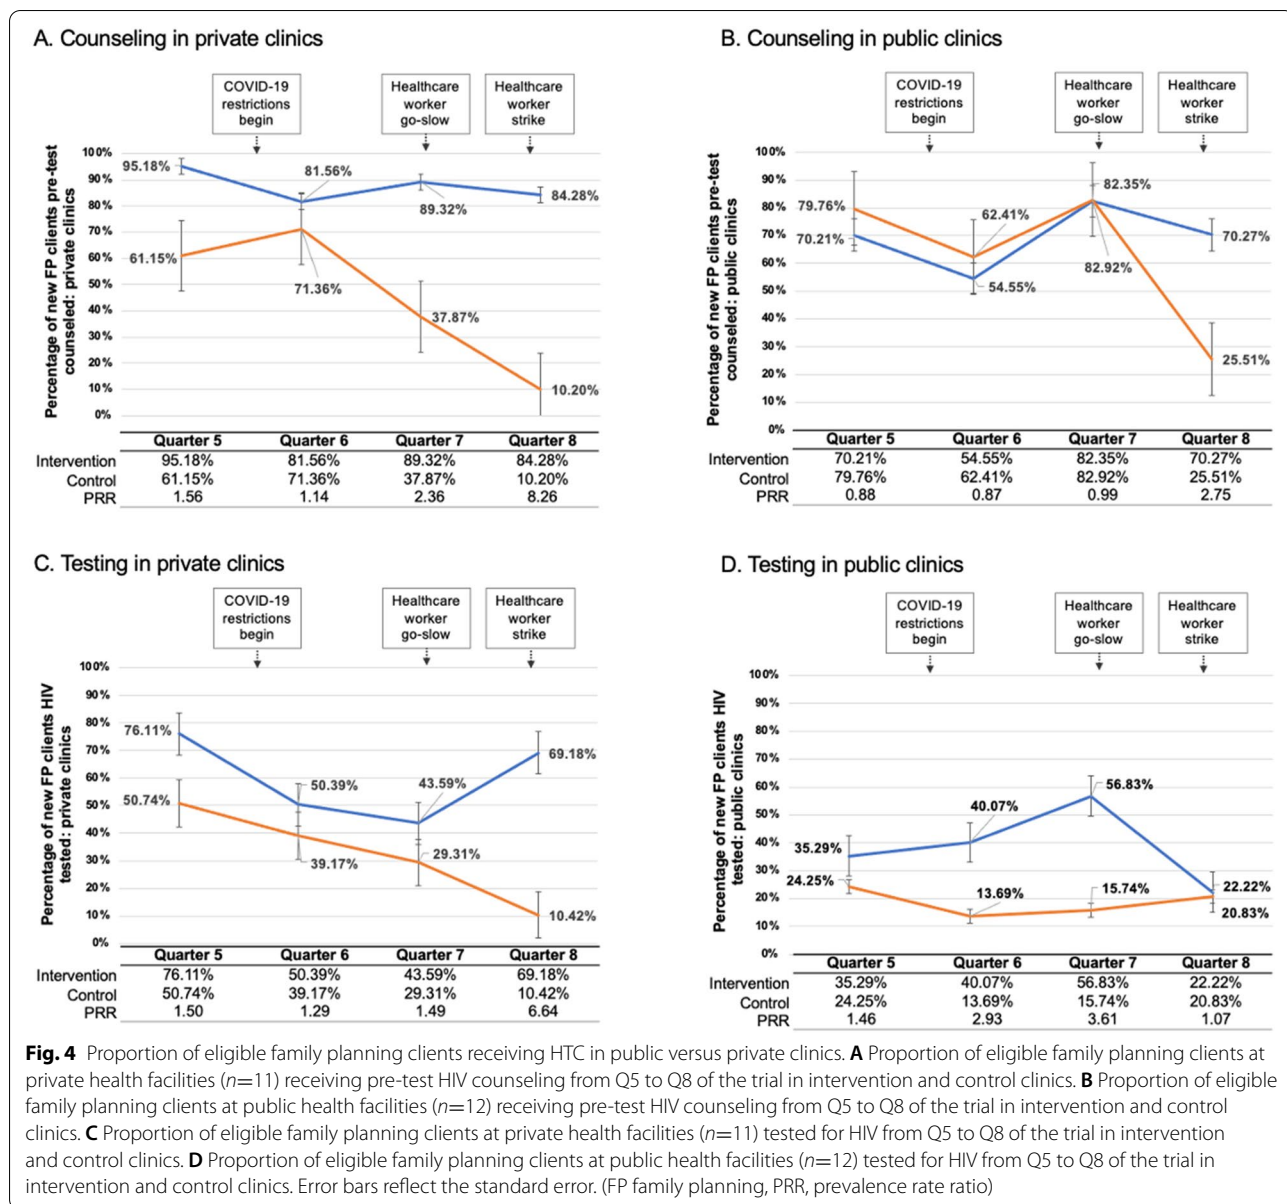 A. Counseling in private clinics
COVID-19
restrictions
begin
Healthcare
worker
go-slow
Healthcare
worker
strike
Percentage of new FP clients pre-test
counseled: private clinics
100%
90%
80%
70%
60%
50%
40%
30%
20%
10%
0%
95.18%
81.56%
89.32%
84.28%
61.15%
71.36%
37.87%
10.20%
Quarter 5 Quarter 6 Quarter 7 Quarter 8
Intervention 95.18% 81.56% 89.32% 84.28%
Control 61.15% 71.36% 37.87% 10.20%
PRR 1.56 1.14 2.36 8.26
B. Counseling in public clinics
COVID-19
restrictions
begin
Healthcare
worker
go-slow
Healthcare
worker
strike
Percentage of new FP clients pre-test
counseled: public clinics
100%
90%
80%
70%
60%
50%
40%
30%
20%
10%
0%
79.76%
70.21%
62.41%
54.55%
82.35%
82.92%
70.27%
25.51%
Quarter 5 Quarter 6 Quarter 7 Quarter 8
Intervention 70.21% 54.55% 82.35% 70.27%
Control 79.76% 62.41% 82.92% 25.51%
PRR 0.88 0.87 0.99 2.75
C. Testing in private clinics
COVID-19
restrictions
begin
Healthcare
worker
go-slow
Healthcare
worker
strike
Percentage of new FP clients HIV
tested: private clinics
100%
90%
80%
70%
60%
50%
40%
30%
20%
10%
0%
76.11%
50.39%
43.59%
69.18%
50.74%
39.17%
29.31%
10.42%
Quarter 5 Quarter 6 Quarter 7 Quarter 8
Intervention 76.11% 50.39% 43.59% 69.18%
Control 50.74% 39.17% 29.31% 10.42%
PRR 1.50 1.29 1.49 6.64
D. Testing in public clinics
COVID-19
restrictions
begin
Healthcare
worker
go-slow
Healthcare
worker
strike
Percentage of new FP clients HIV
tested: public clinics
100%
90%
80%
70%
60%
50%
40%
30%
20%
10%
0%
35.29%
40.07%
56.83%
22.22%
24.25%
13.69%
15.74%
20.83%
Quarter 5 Quarter 6 Quarter 7 Quarter 8
Intervention 35.29% 40.07% 56.83% 22.22%
Control 24.25% 13.69% 15.74% 20.83%
PRR 1.46 2.93 3.61 1.07
Fig. 4 Proportion of eligible family planning clients receiving HTC in public versus private clinics. A Proportion of eligible family planning clients at
private health facilities (n=11) receiving pre-test HIV counseling from Q5 to Q8 of the trial in intervention and control clinics. B Proportion of eligible
family planning clients at public health facilities (n=12) receiving pre-test HIV counseling from Q5 to Q8 of the trial in intervention and control
clinics. C Proportion of eligible family planning clients at private health facilities (n=11) tested for HIV from Q5 to Q8 of the trial in intervention
and control clinics. D Proportion of eligible family planning clients at public health facilities (n=12) tested for HIV from Q5 to Q8 of the trial in
intervention and control clinics. Error bars reflect the standard error. (FP family planning, PRR, prevalence rate ratio)